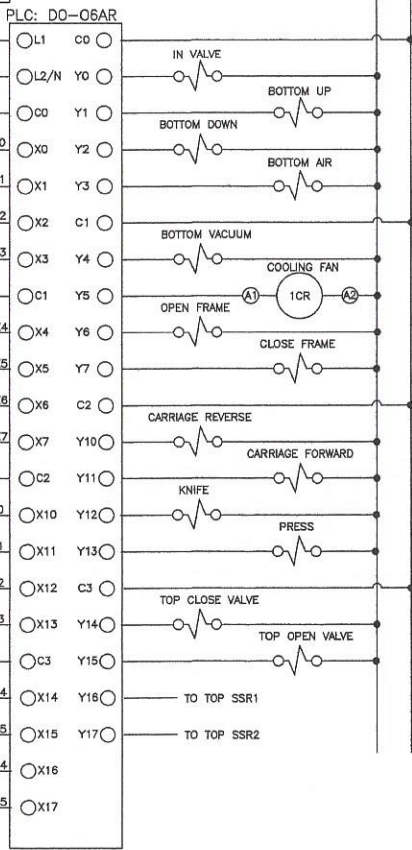 PLC: D0-06AR
L1 C0
IN VALVE
L2/N Y0
BOTTOM UP
C0 Y1
BOTTOM DOWN
X0 Y2
BOTTOM AIR
X1 Y3
X2 C1
BOTTOM VACUUM
X3 Y4
COOLING FAN
C1 Y5 A1 1CR A2
OPEN FRAME
X4 Y6
CLOSE FRAME
X5 Y7
X6 C2
CARRIAGE REVERSE
X7 Y10
CARRIAGE FORWARD
C2 Y11
KNIFE
X10 Y12
PRESS
X11 Y13
X12 C3
TOP CLOSE VALVE
X13 Y14
TOP OPEN VALVE
C3 Y15
X14 Y16 TO TOP SSR1
X15 Y17 TO TOP SSR2
X16
X17